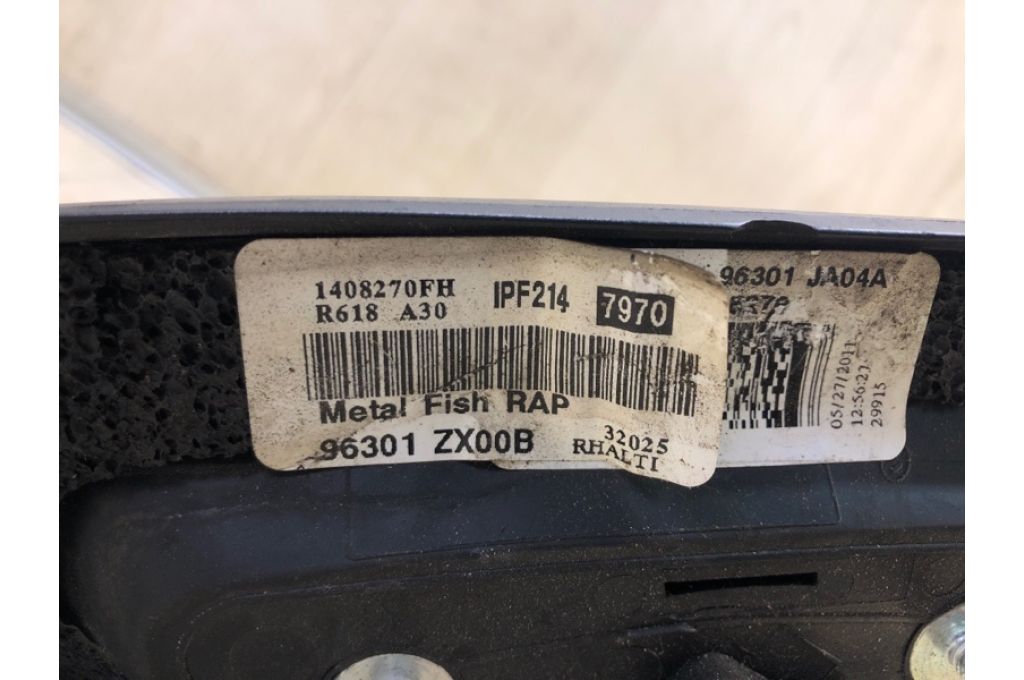 1408270FH
R618 A30
IPF214
7970
Metal Fish RAP
96301 ZX00B
32025
RHALTI
96301 JA04A
05/27/2011
12:56:27
29915